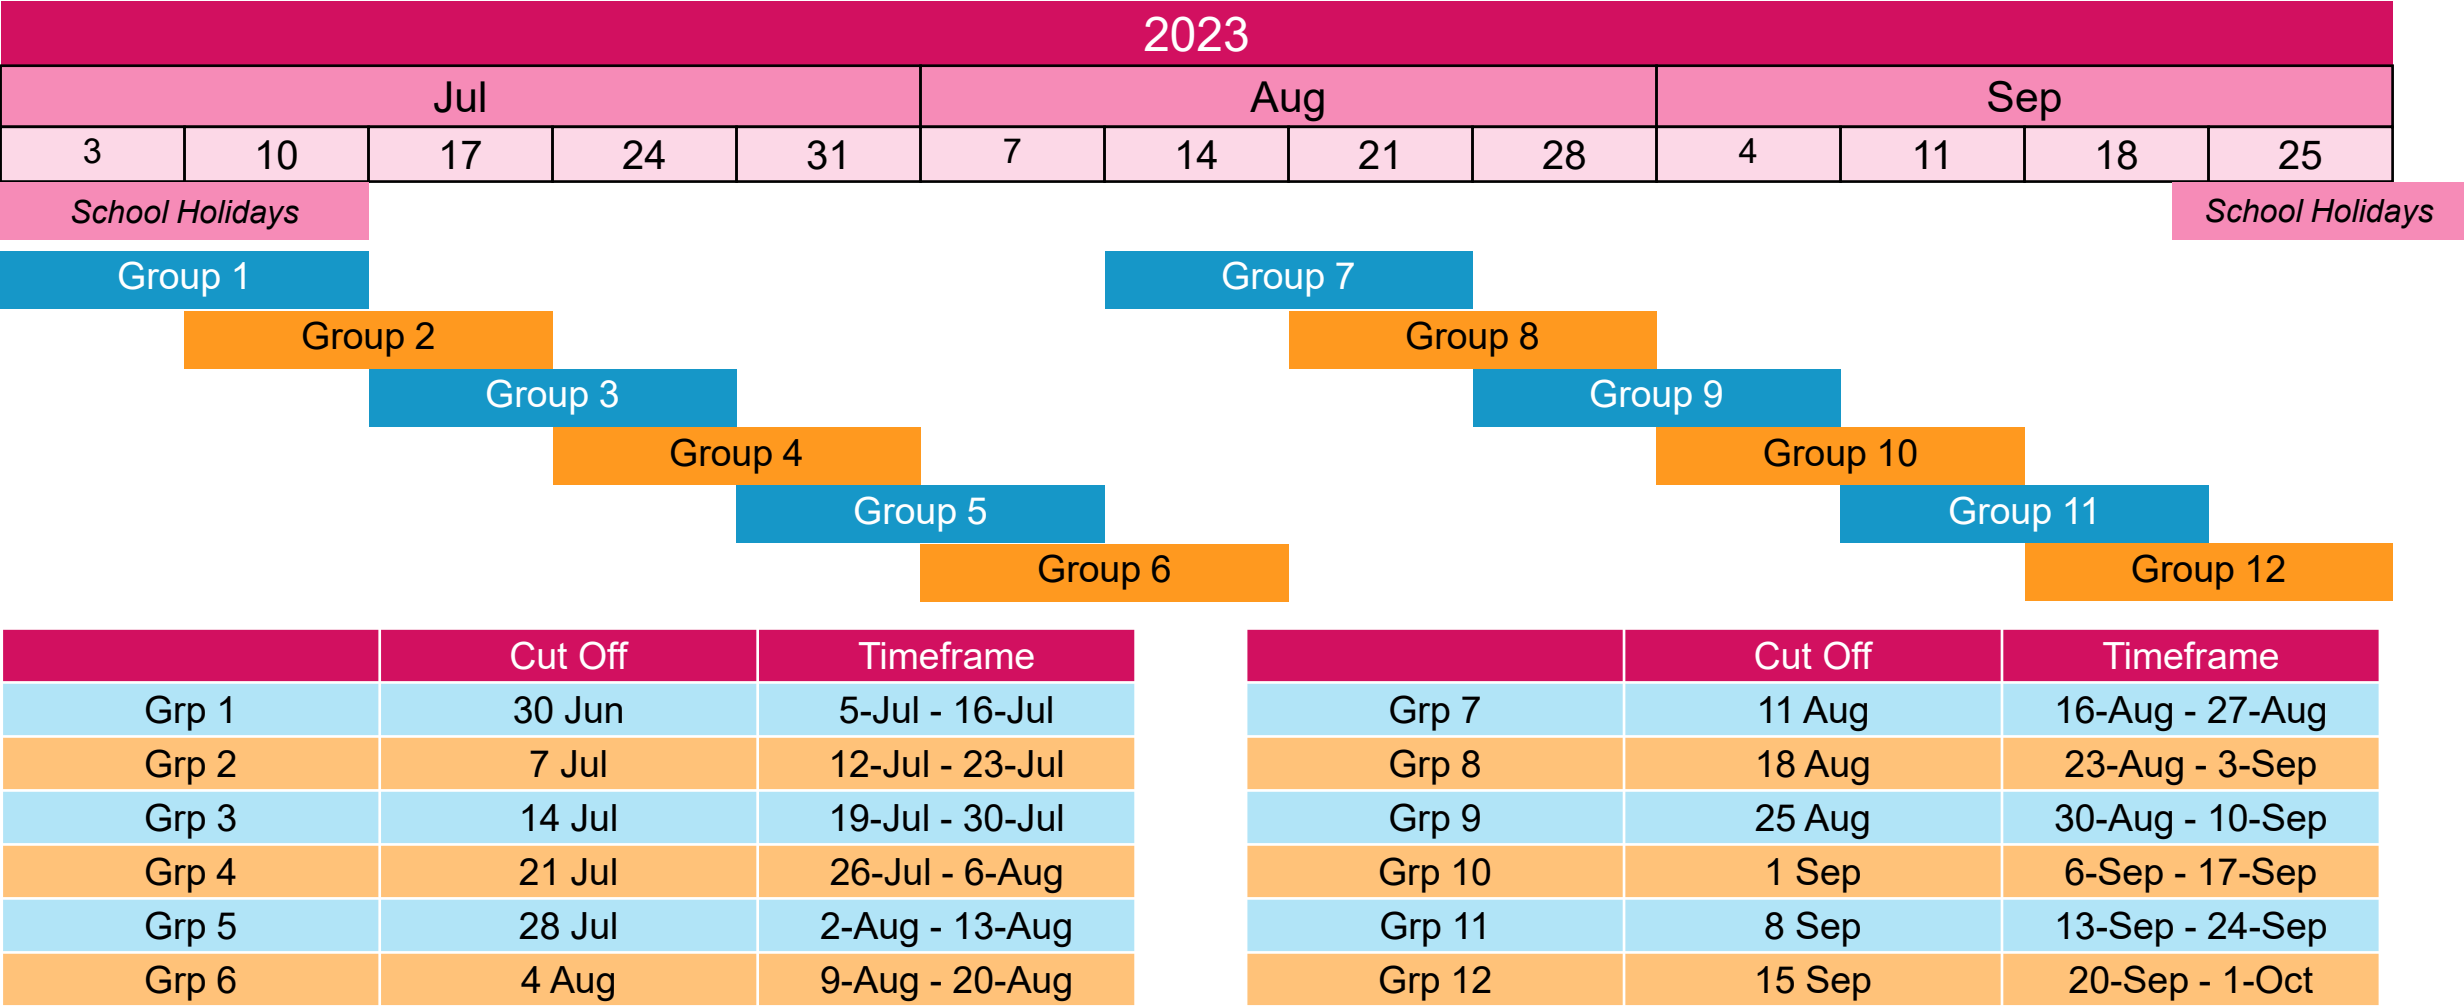 2023
Jul Aug Sep
3 10 17 24 31 7 14 21 28 4 11 18 25
School Holidays School Holidays
Group 1 Group 7
Group 2 Group 8
Group 3 Group 9
Group 4 Group 10
Group 5 Group 11
Group 6 Group 12
Cut Off Timeframe
Grp 1 30 Jun 5-Jul - 16-Jul
Grp 2 7 Jul 12-Jul - 23-Jul
Grp 3 14 Jul 19-Jul - 30-Jul
Grp 4 21 Jul 26-Jul - 6-Aug
Grp 5 28 Jul 2-Aug - 13-Aug
Grp 6 4 Aug 9-Aug - 20-Aug
Cut Off Timeframe
Grp 7 11 Aug 16-Aug - 27-Aug
Grp 8 18 Aug 23-Aug - 3-Sep
Grp 9 25 Aug 30-Aug - 10-Sep
Grp 10 1 Sep 6-Sep - 17-Sep
Grp 11 8 Sep 13-Sep - 24-Sep
Grp 12 15 Sep 20-Sep - 1-Oct